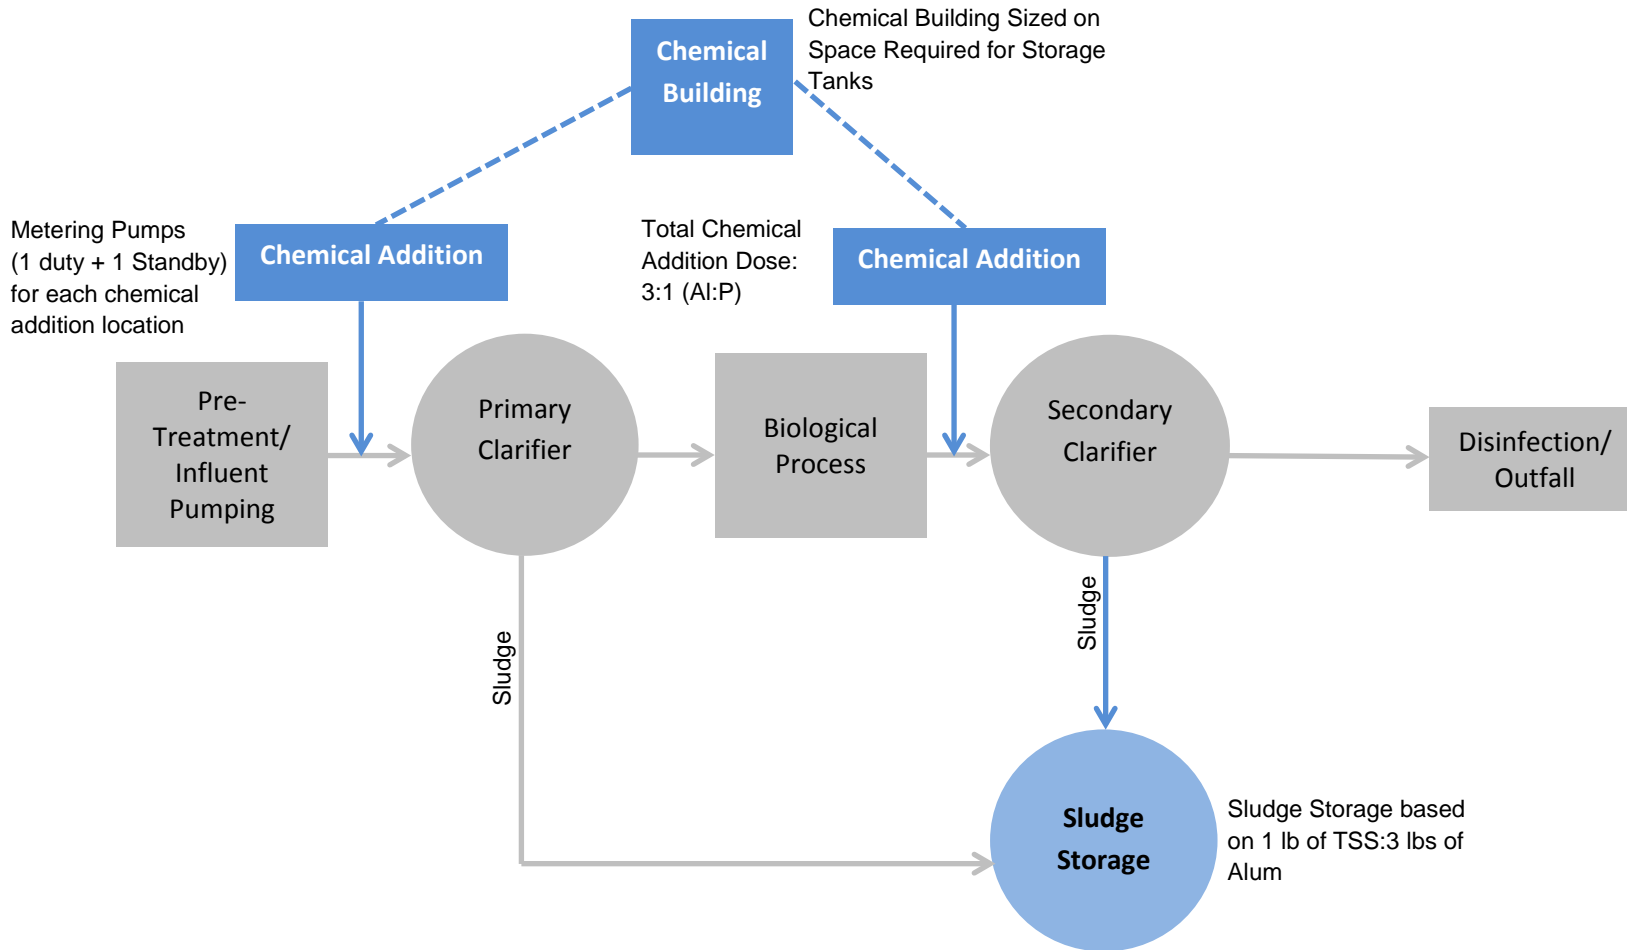 Chemical
Building
Chemical Building Sized on
Space Required for Storage
Tanks
Metering Pumps
(1 duty + 1 Standby)
for each chemical
addition location
Chemical Addition
Total Chemical
Addition Dose:
3:1 (Al:P)
Chemical Addition
Pre-
Treatment/
Influent
Pumping
Primary
Clarifier
Biological
Process
Secondary
Clarifier
Disinfection/
Outfall
Sludge
Sludge
Sludge
Storage
Sludge Storage based
on 1 lb of TSS:3 lbs of
Alum